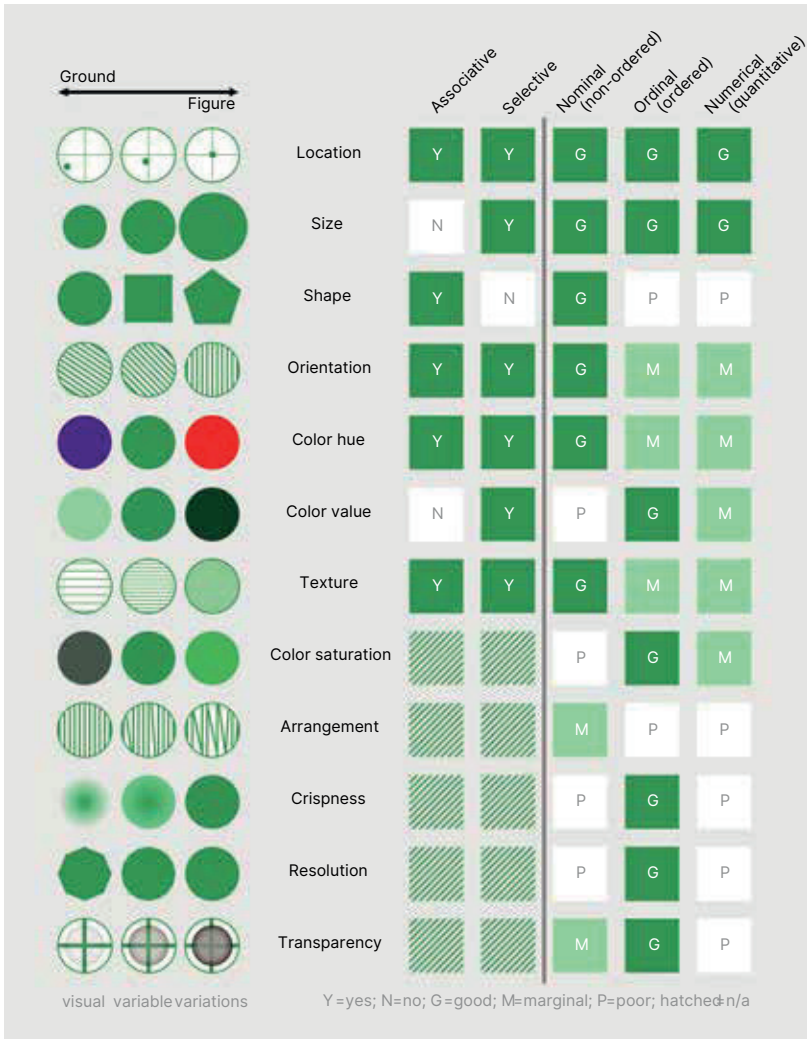 Ground
Figure
Associative
Selective
Nominal
(non-ordered)
Ordinal
(ordered)
Numerical
(quantitative)
Location Y Y G G G
Size N Y G G G
Shape Y N G P P
Orientation Y Y G M M
Color hue Y Y G M M
Color value N Y P G M
Texture Y Y G M M
Color saturation P G M
Arrangement M P P
Crispness P G P
Resolution P G P
Transparency M G P
visual variable variations
Y=yes; N=no; G=good; M=marginal; P=poor; hatched=n/a